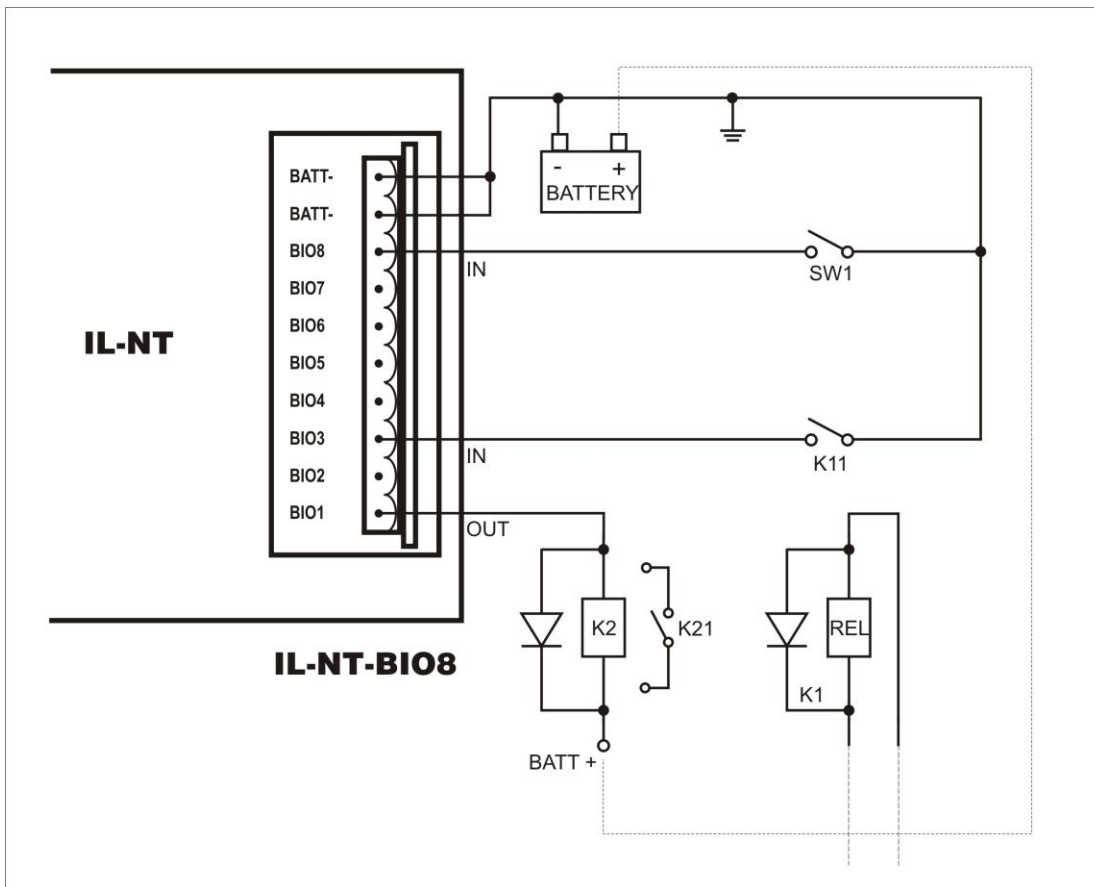 - +
BATT-
BATTERY
BATT-
BIO8
IN
SW1
BIO7
BIO6
IL-NT
BIO5
BIO4
BIO3
IN
K11
BIO2
BIO1
OUT
K2
K21
REL
IL-NT-BIO8
K1
BATT +